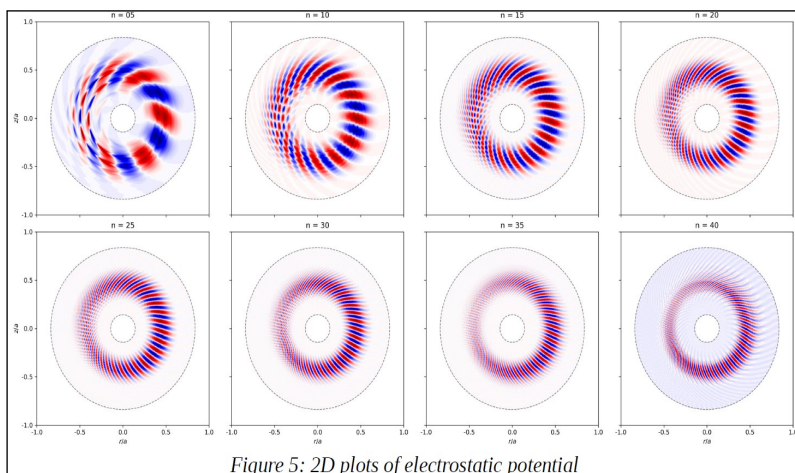 n = 05
n = 10
n = 15
n = 20
1.0
0.5
0.0
-0.5
-1.0
z/a
n = 25
n = 30
n = 35
n = 40
1.0
0.5
0.0
-0.5
-1.0
z/a
-1.0 -0.5 0.0 0.5 1.0
-1.0 -0.5 0.0 0.5 1.0
-1.0 -0.5 0.0 0.5 1.0
-1.0 -0.5 0.0 0.5 1.0
r/a
r/a
r/a
r/a
Figure 5: 2D plots of electrostatic potential